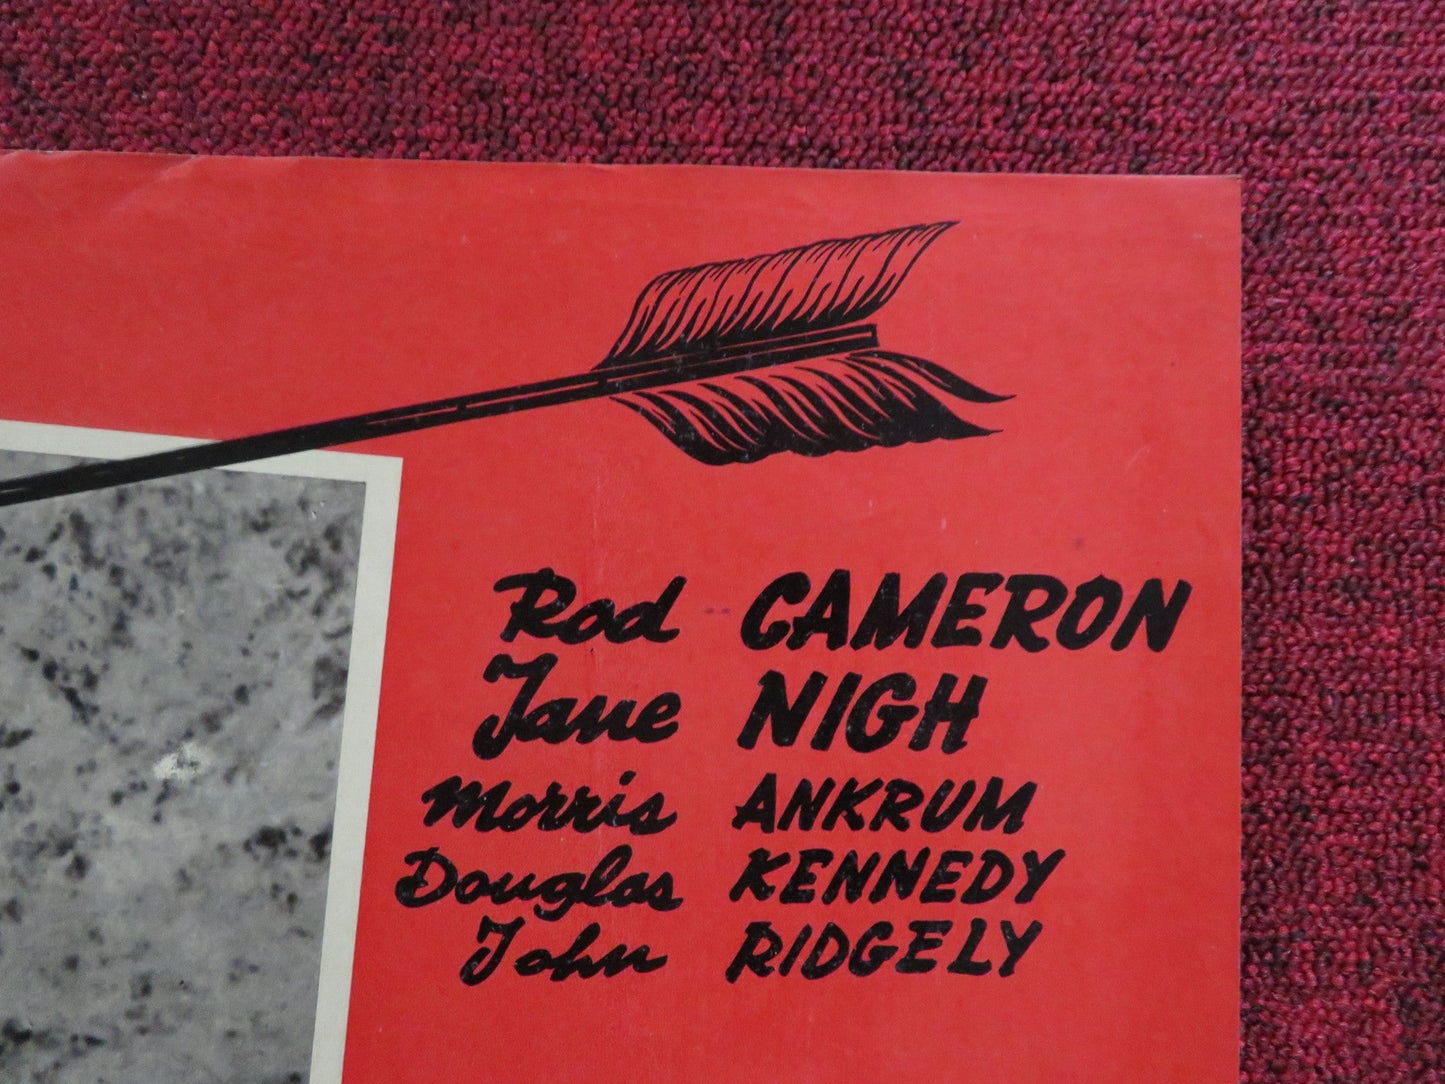 Rod CAMERON
Jane NIGH
Morris ANKRUM
Douglas KENNEDY
John RIDGELY